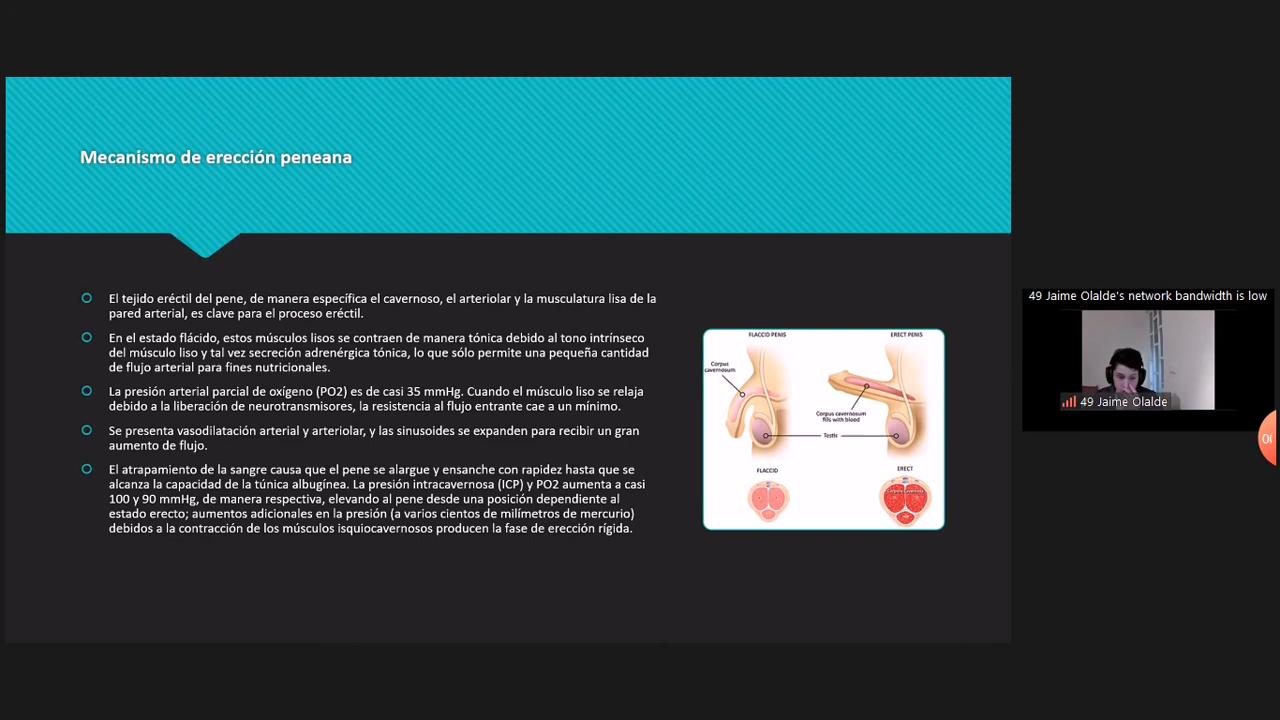 Mecanismo de erección peneana
El tejido eréctil del pene, de manera específica el cavernoso, el arteriolar y la musculatura lisa de la
pared arterial, es clave para el proceso eréctil.
En el estado flácido, estos músculos lisos se contraen de manera tónica debido al tono intrínseco
del músculo liso y tal vez secreción adrenérgica tónica, lo que sólo permite una pequeña cantidad
de flujo arterial para fines nutricionales.
La presión arterial parcial de oxígeno (PO2) es de casi 35 mmHg. Cuando el músculo liso se relaja
debido a la liberación de neurotransmisores, la resistencia al flujo entrante cae a un mínimo.
Se provoca vasodilatación arterial y arteriolar, y las sinusoides se expanden para recibir un gran
aumento de flujo.
El atrapamiento de la sangre causa que el pene se alargue y ensanche con rapidez hasta que se
alcanza la capacidad de la túnica albugínea. La presión intracavernosa (ICP) y PO2 aumenta a casi
100 y 90 mmHg, de manera respectiva, elevando al pene desde una posición dependiente al
estado erecto; aumentos adicionales en la presión (a varios cientos de milímetros de mercurio)
debidos a la contracción de los músculos isquiocavernosos producen la fase de erección rígida.
FLACCID PENIS
ERECT PENIS
Corpus
cavernosum
Corpus cavernosum
fills with blood
Testis
FLACCID
ERECT
Corpus Cavernosa
49 Jaime Olalde's network bandwidth is low
49 Jaime Olalde